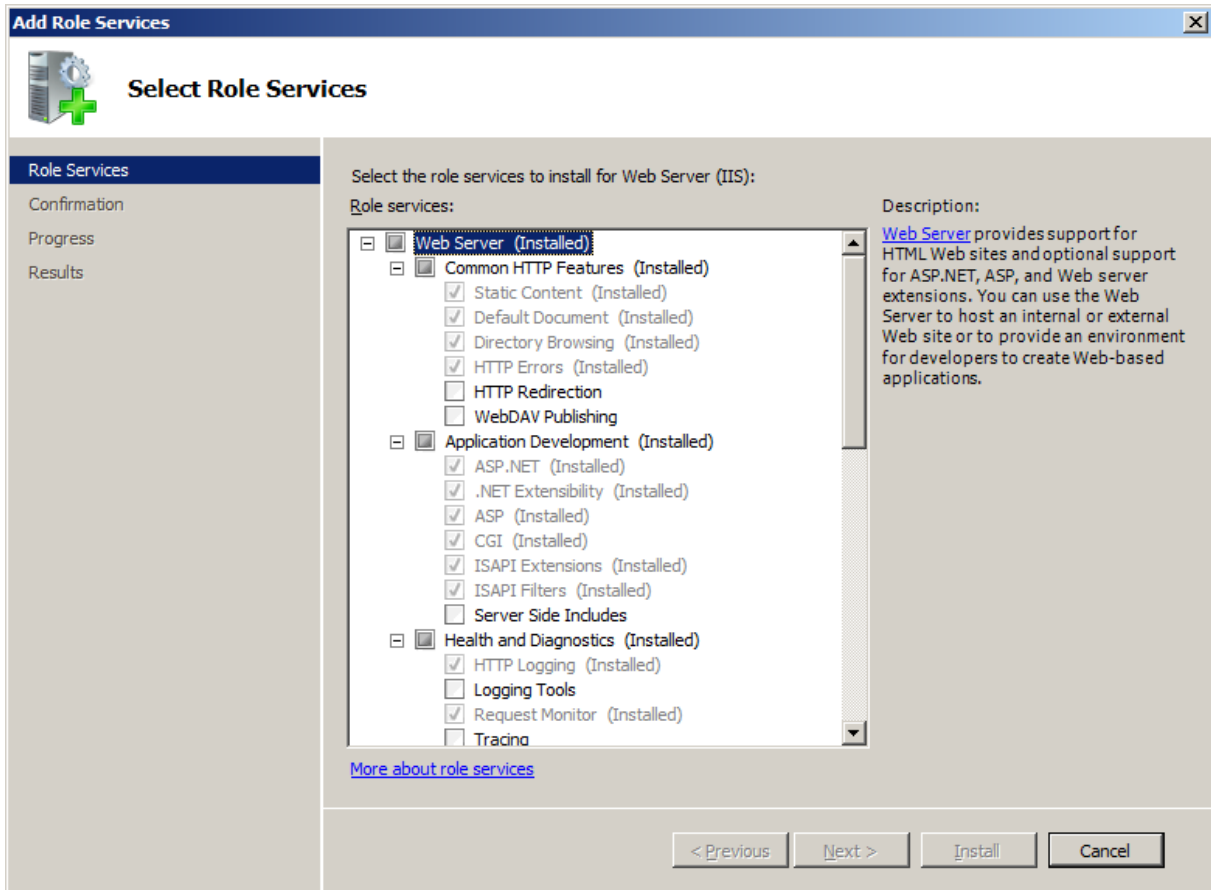 Add Role Services
Select Role Services
Role Services
Confirmation
Progress
Results
Select the role services to install for Web Server (IIS):
Role services:
Web Server (Installed)
Common HTTP Features (Installed)
Static Content (Installed)
Default Document (Installed)
Directory Browsing (Installed)
HTTP Errors (Installed)
HTTP Redirection
WebDAV Publishing
Application Development (Installed)
ASP.NET (Installed)
.NET Extensibility (Installed)
ASP (Installed)
CGI (Installed)
ISAPI Extensions (Installed)
ISAPI Filters (Installed)
Server Side Includes
Health and Diagnostics (Installed)
HTTP Logging (Installed)
Logging Tools
Request Monitor (Installed)
Tracing
More about role services
Description:
Web Server provides support for
HTML Web sites and optional support
for ASP.NET, ASP, and Web server
extensions. You can use the Web
Server to host an internal or external
Web site or to provide an environment
for developers to create Web-based
applications.
< Previous
Next >
Install
Cancel